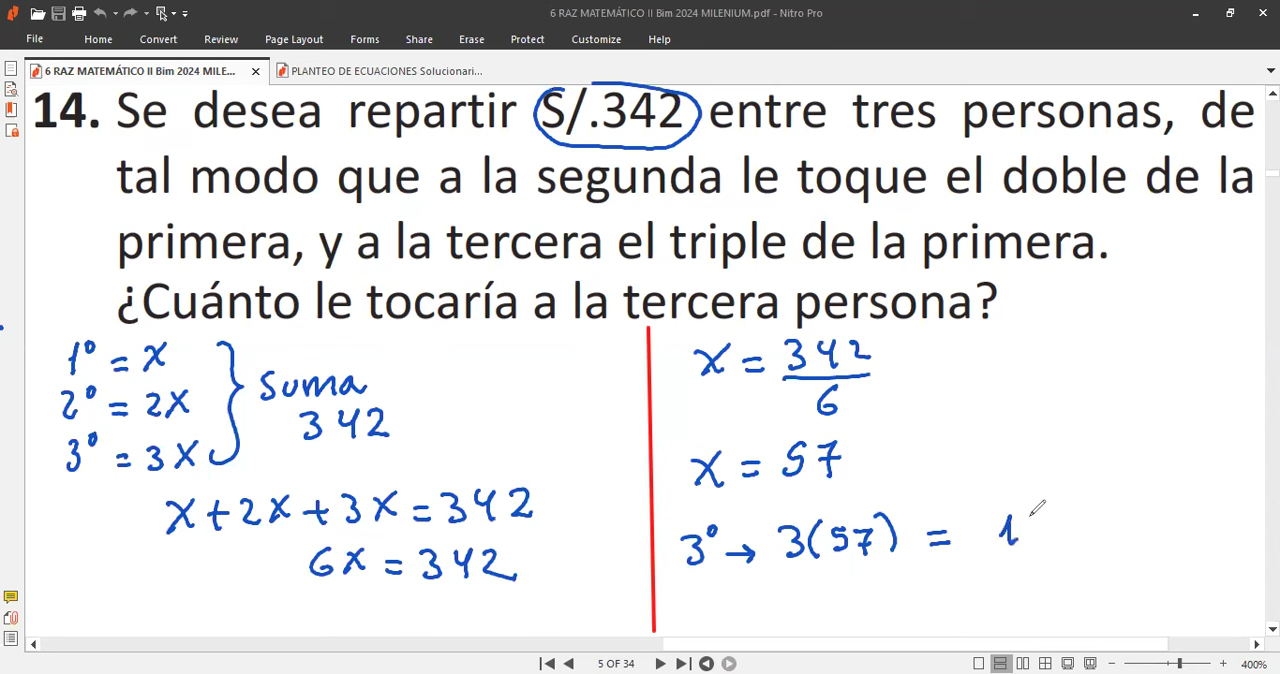 6 RAZ MATEMÁTICO II Bim 2024 MILENIUM.pdf - Nitro Pro
File Home Convert Review Page Layout Forms Share Erase Protect Customize Help
6 RAZ MATEMÁTICO II Bim 2024 MILE... PLANTEO DE ECUACIONES Solucionari...
14. Se desea repartir S/.342 entre tres personas, de
tal modo que a la segunda le toque el doble de la
primera, y a la tercera el triple de la primera.
¿Cuánto le tocaría a la tercera persona?
1° = x
2° = 2x
3° = 3x
Suma
342
x + 2x + 3x = 342
6x = 342
x = 342
6
x = 57
3° → 3(57) = 1
5 OF 34
400%